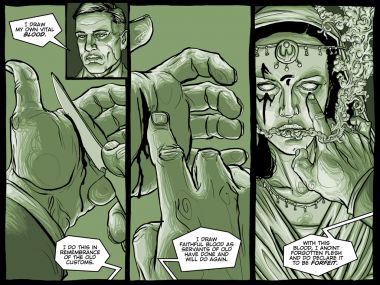 I DRAW
MY OWN VITAL
BLOOD.
I DO THIS IN
REMEMBRANCE
OF THE OLD
CUSTOMS.
I DRAW
FAITHFUL BLOOD AS
SERVANTS OF OLD
HAVE DONE AND
WILL DO AGAIN.
WITH THIS
BLOOD, I ANOINT
FORGOTTEN FLESH
AND DO DECLARE IT
TO BE FORFEIT.